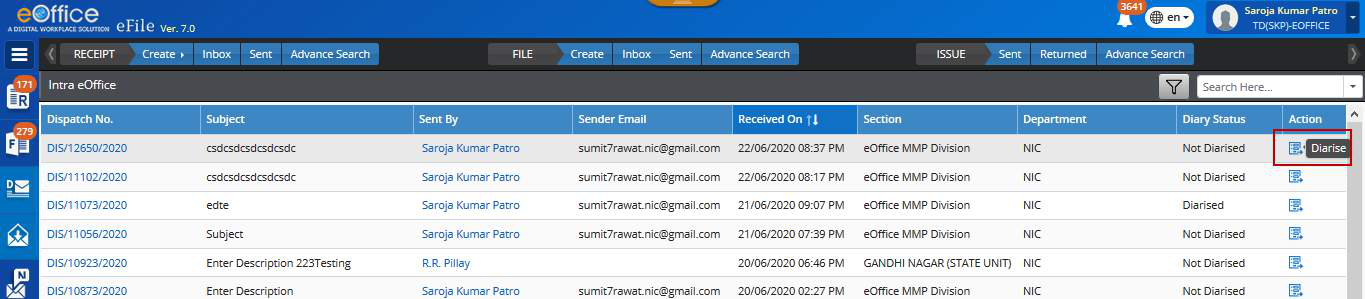 eOffice
A DIGITAL WORKPLACE SOLUTION
eFile Ver. 7.0
3641
en
Saroja Kumar Patro
TD(SKP)-EOFFICE
RECEIPT Create Inbox Sent Advance Search FILE Create Inbox Sent Advance Search ISSUE Sent Returned Advance Search
171
R
279
F
D
N
Intra eOffice Search Here...
Dispatch No. Subject Sent By Sender Email Received On Section Department Diary Status Action
DIS/12650/2020 csdcsdcsdcsdcsdc Saroja Kumar Patro sumit7rawat.nic@gmail.com 22/06/2020 08:37 PM eOffice MMP Division NIC Not Diarised Diarise
DIS/11102/2020 csdcsdcsdcsdcsdc Saroja Kumar Patro sumit7rawat.nic@gmail.com 22/06/2020 08:17 PM eOffice MMP Division NIC Not Diarised
DIS/11073/2020 edte Saroja Kumar Patro sumit7rawat.nic@gmail.com 21/06/2020 09:07 PM eOffice MMP Division NIC Diarised
DIS/11056/2020 Subject Saroja Kumar Patro sumit7rawat.nic@gmail.com 21/06/2020 07:39 PM eOffice MMP Division NIC Not Diarised
DIS/10923/2020 Enter Description 223Testing R.R. Pillay 20/06/2020 06:46 PM GANDHI NAGAR (STATE UNIT) NIC Not Diarised
DIS/10873/2020 Enter Description Saroja Kumar Patro sumit7rawat.nic@gmail.com 20/06/2020 02:27 PM eOffice MMP Division NIC Not Diarised